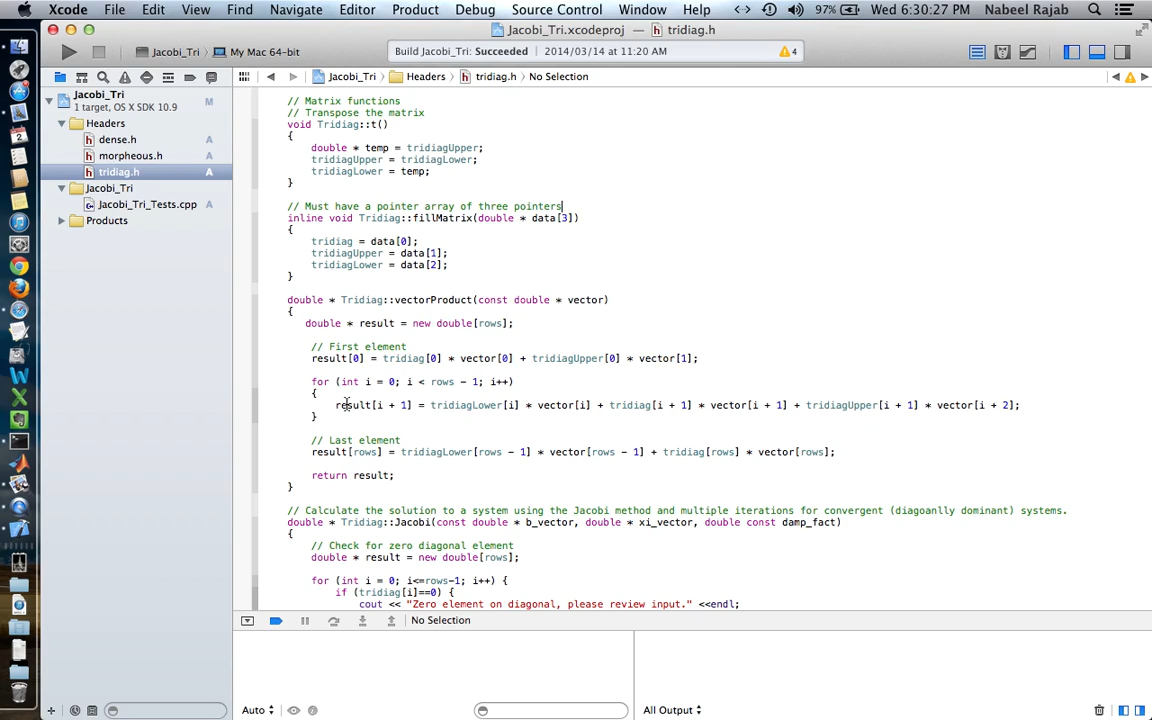 Xcode File Edit View Find Navigate Editor Product Debug Source Control Window Help 97% Wed 6:30:27 Nabeel Rajab
Jacobi_Tri.xcodeproj — tridiag.h
Jacobi_Tri My Mac 64-bit
Build Jacobi_Tri: Succeeded 2014/03/14 at 11:20 AM 4
Jacobi_Tri Headers tridiag.h No Selection
Jacobi_Tri M
1 target, OS X SDK 10.9
Headers
dense.h A
morpheous.h A
tridiag.h A
Jacobi_Tri
Jacobi_Tri_Tests.cpp A
Products
// Matrix functions
// Transpose the matrix
void Tridiag::t()
{
double * temp = tridiagUpper;
tridiagUpper = tridiagLower;
tridiagLower = temp;
}
// Must have a pointer array of three pointers
inline void Tridiag::fillMatrix(double * data[3])
{
tridiag = data[0];
tridiagUpper = data[1];
tridiagLower = data[2];
}
double * Tridiag::vectorProduct(const double * vector)
{
double * result = new double[rows];
// First element
result[0] = tridiag[0] * vector[0] + tridiagUpper[0] * vector[1];
for (int i = 0; i < rows - 1; i++)
{
result[i + 1] = tridiagLower[i] * vector[i] + tridiag[i + 1] * vector[i + 1] + tridiagUpper[i + 1] * vector[i + 2];
}
// Last element
result[rows] = tridiagLower[rows - 1] * vector[rows - 1] + tridiag[rows] * vector[rows];
return result;
}
// Calculate the solution to a system using the Jacobi method and multiple iterations for convergent (diagoanlly dominant) systems.
double * Tridiag::Jacobi(const double * b_vector, double * xi_vector, double const damp_fact)
{
// Check for zero diagonal element
double * result = new double[rows];
for (int i = 0; i<=rows-1; i++) {
if (tridiag[i]==0) {
cout << "Zero element on diagonal, please review input." <<endl;
No Selection
Auto
All Output